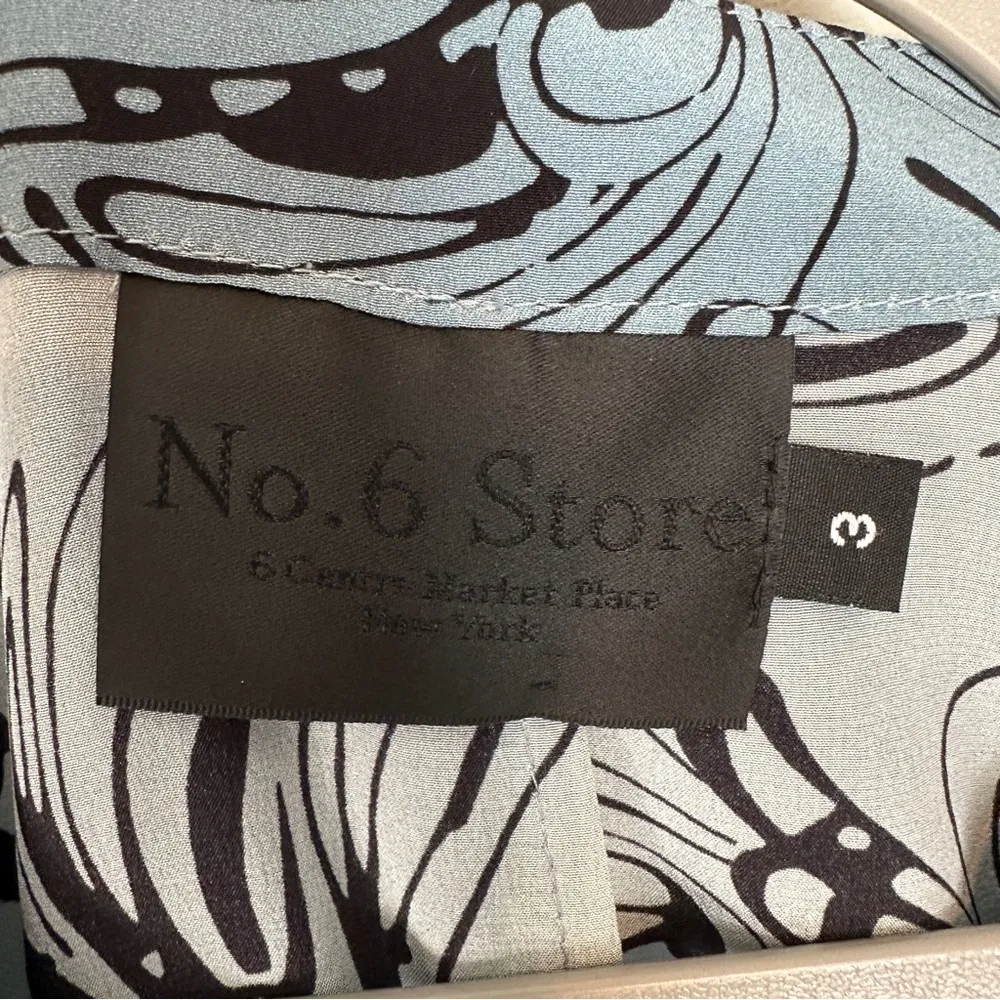 No.6 Store
6 Centre Market Place
New York
3